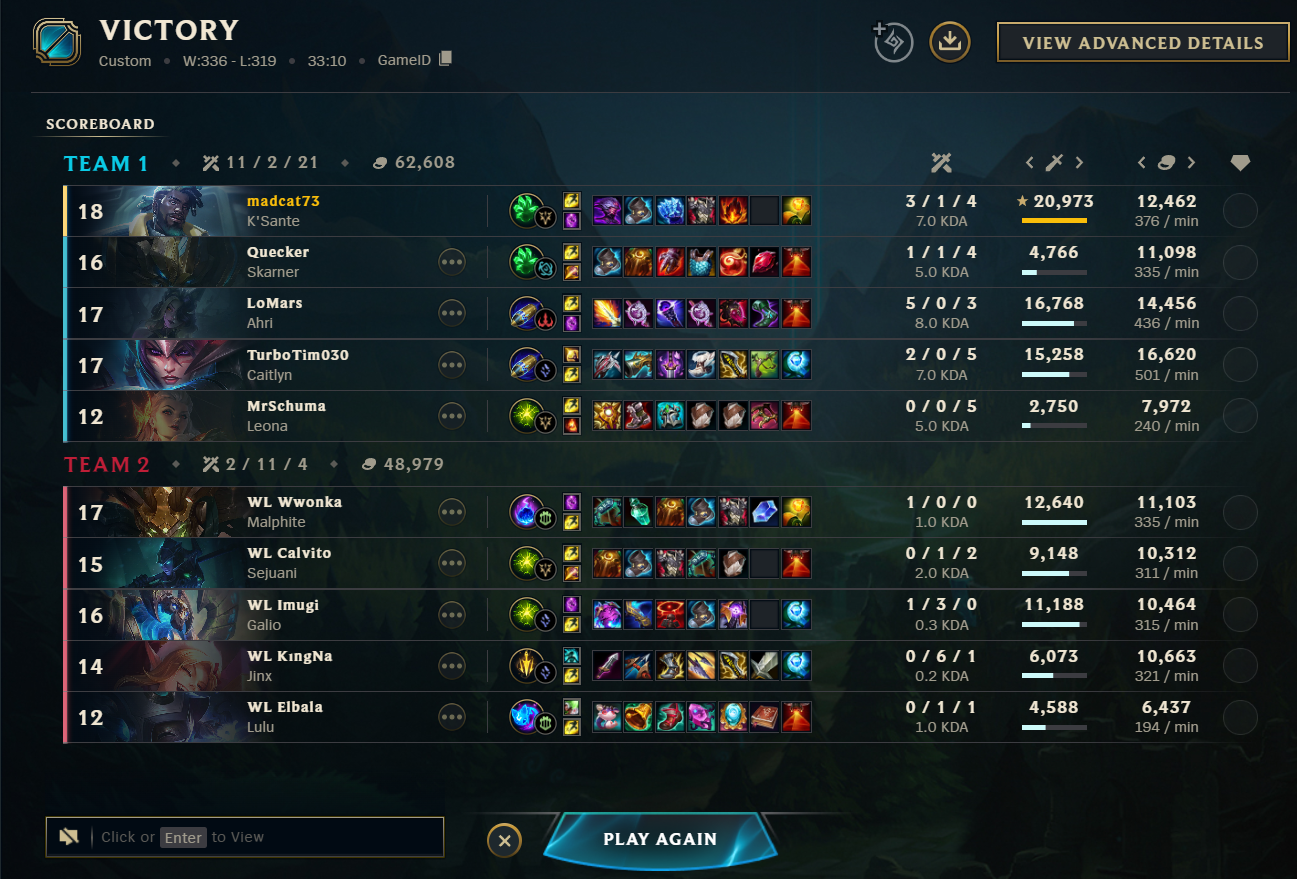 VICTORY
Custom • W:336 - L:319 • 33:10 • GameID
VIEW ADVANCED DETAILS
SCOREBOARD
TEAM 1 11 / 2 / 21 62,608
18 madcat73 3 / 1 / 4 20,973 12,462
K'Sante 7.0 KDA 376 / min
16 Quecker 1 / 1 / 4 4,766 11,098
Skarner 5.0 KDA 335 / min
17 LoMars 5 / 0 / 3 16,768 14,456
Ahri 8.0 KDA 436 / min
17 TurboTim030 2 / 0 / 5 15,258 16,620
Caitlyn 7.0 KDA 501 / min
12 MrSchuma 0 / 0 / 5 2,750 7,972
Leona 5.0 KDA 240 / min
TEAM 2 2 / 11 / 4 48,979
17 WL Wwonka 1 / 0 / 0 12,640 11,103
Malphite 1.0 KDA 335 / min
15 WL Calvito 0 / 1 / 2 9,148 10,312
Sejuani 2.0 KDA 311 / min
16 WL Imugi 1 / 3 / 0 11,188 10,464
Galio 0.3 KDA 315 / min
14 WL KıngNa 0 / 6 / 1 6,073 10,663
Jinx 0.2 KDA 321 / min
12 WL Elbala 0 / 1 / 1 4,588 6,437
Lulu 1.0 KDA 194 / min
Click or Enter to View
PLAY AGAIN